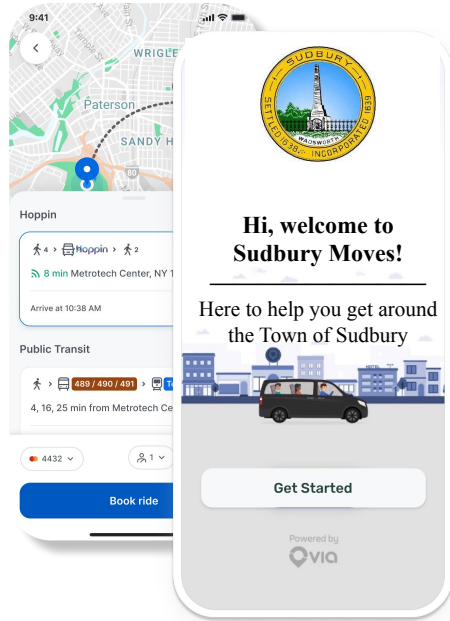 9:41
WRIGLE
Paterson
SANDY H
80
Hoppin
4 > Hoppin > 2
8 min Metrotech Center, NY 1
Arrive at 10:38 AM
Public Transit
489 / 490 / 491
4, 16, 25 min from Metrotech Ce
4432
1
Book ride
SUDBURY
SETTLED 1638 INCORPORATED 1639
WADSWORTH
Hi, welcome to
Sudbury Moves!
Here to help you get around
the Town of Sudbury
HOTEL
Get Started
Powered by
via